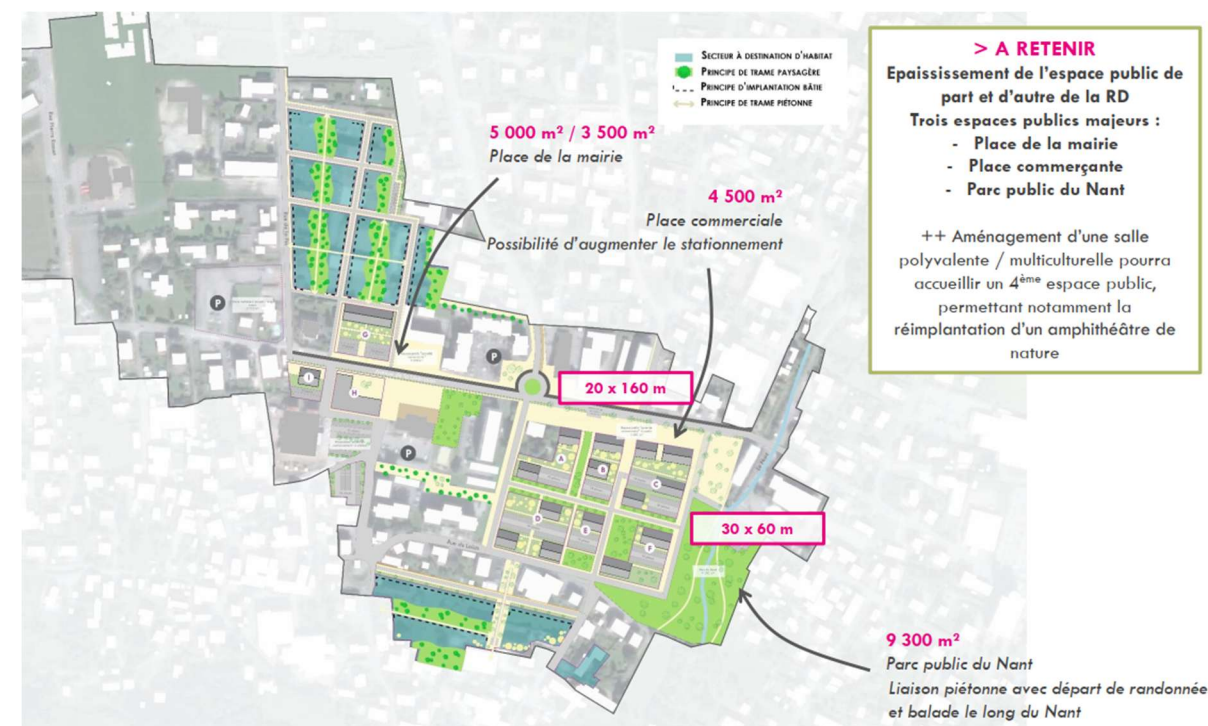 SECTEUR À DESTINATION D'HABITAT
PRINCIPE DE TRAME PAYSAGÈRE
PRINCIPE D'IMPLANTATION BÂTIE
PRINCIPE DE TRAME PIÉTONNE
> A RETENIR
Epaississement de l'espace public de
part et d'autre de la RD
Trois espaces publics majeurs :
- Place de la mairie
- Place commerçante
- Parc public du Nant
++ Aménagement d'une salle
polyvalente / multiculturelle pourra
accueillir un 4ème espace public,
permettant notamment la
réimplantation d'un amphithéâtre de
nature
5 000 m² / 3 500 m²
Place de la mairie
4 500 m²
Place commerciale
Possibilité d'augmenter le stationnement
P
G
P
I
H
20 x 160 m
P
A
B
C
D
E
F
30 x 60 m
9 300 m²
Parc public du Nant
Liaison piétonne avec départ de randonnée
et balade le long du Nant